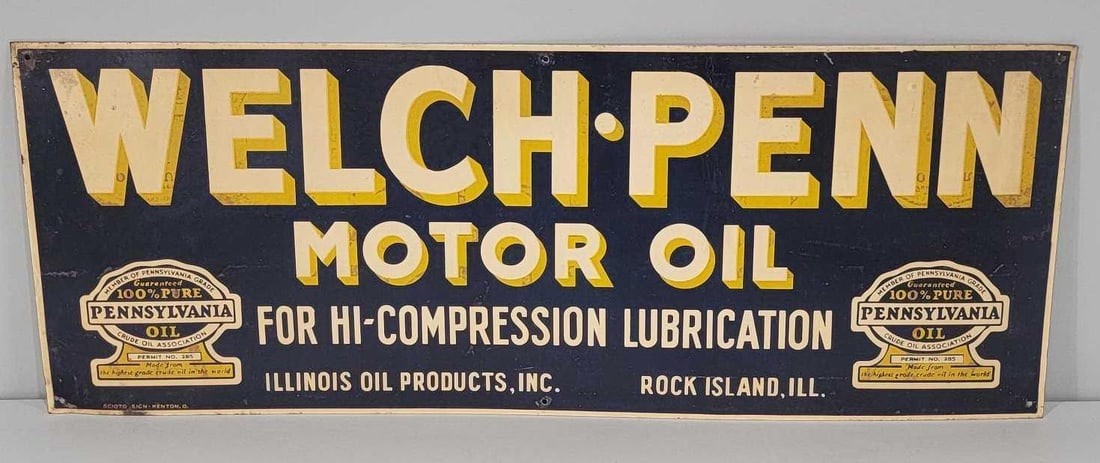 WELCH·PENN
MOTOR OIL
FOR HI-COMPRESSION LUBRICATION
ILLINOIS OIL PRODUCTS, INC. ROCK ISLAND, ILL.
MEMBER OF PENNSYLVANIA GRADE
Guaranteed
100% PURE
PENNSYLVANIA
OIL
CRUDE OIL ASSOCIATION
PERMIT NO. 285
Made from
the highest grade crude oil in the world
MEMBER OF PENNSYLVANIA GRADE
Guaranteed
100% PURE
PENNSYLVANIA
OIL
CRUDE OIL ASSOCIATION
PERMIT NO. 285
Made from
the highest grade crude oil in the world
SCIOTO SIGN-KENTON, O.